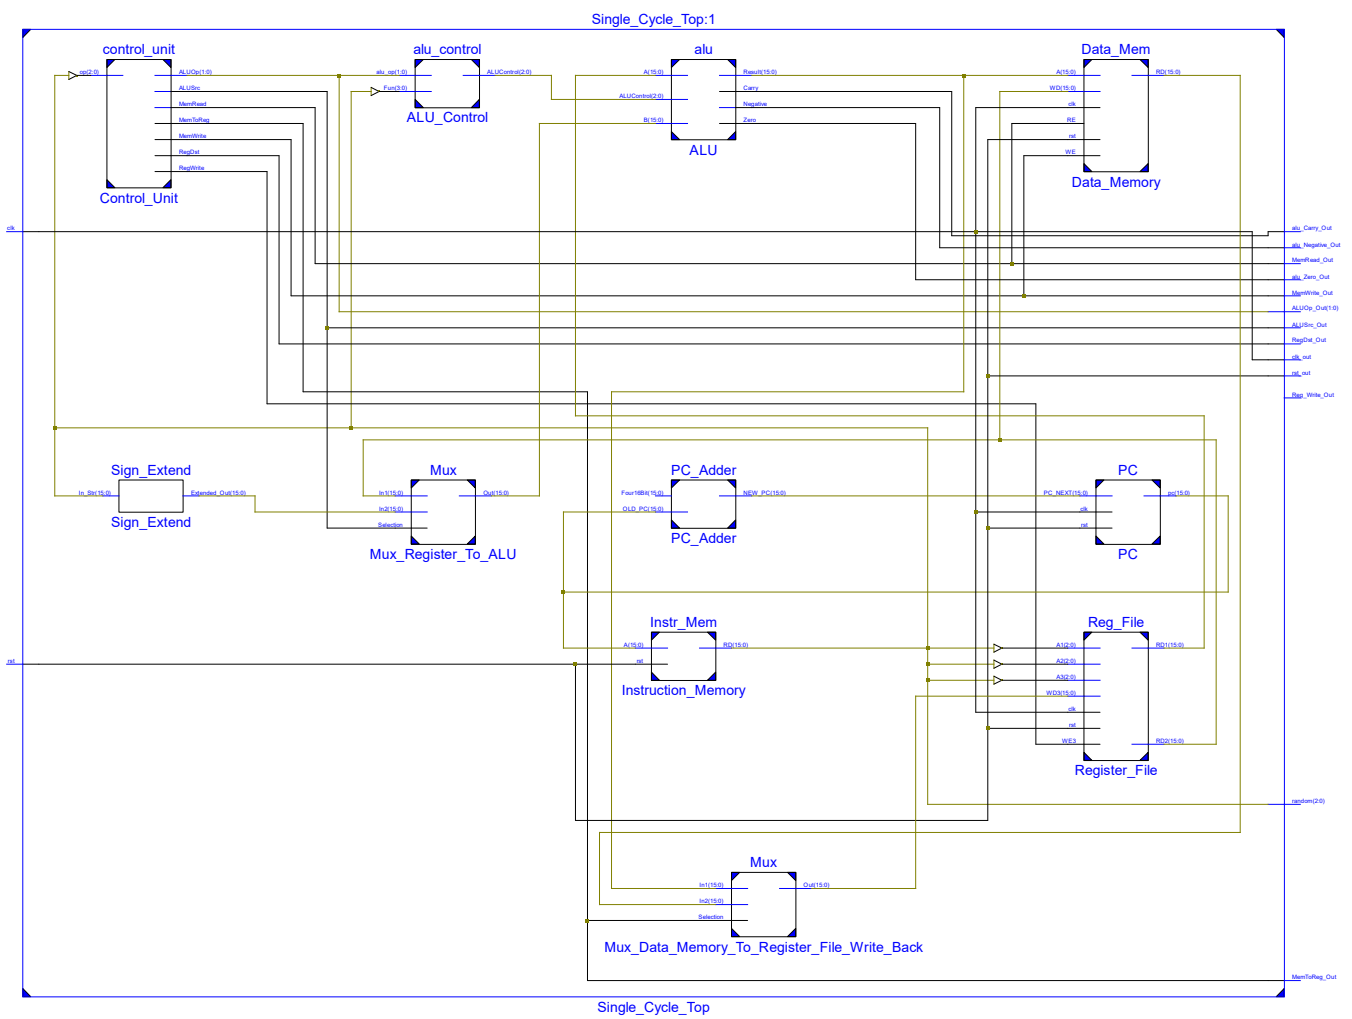 Single_Cycle_Top:1
control_unit
alu_control
alu
Data_Mem
op(2:0)
ALUOp(1:0)
ALUSrc
MemRead
MemToReg
MemWrite
RegDst
RegWrite
Control_Unit
alu_op(1:0)
Fun(3:0)
ALUControl(2:0)
ALU_Control
A(15:0)
ALUControl(2:0)
B(15:0)
Result(15:0)
Carry
Negative
Zero
ALU
A(15:0)
WD(15:0)
clk
RE
rst
WE
RD(15:0)
Data_Memory
clk
alu_Carry_Out
alu_Negative_Out
MemRead_Out
alu_Zero_Out
MemWrite_Out
ALUOp_Out(1:0)
ALUSrc_Out
RegDst_Out
clk_out
rst_out
Reg_Write_Out
Sign_Extend
In_Str(15:0)
Extended_Out(15:0)
Sign_Extend
Mux
In1(15:0)
In2(15:0)
Selection
Out(15:0)
Mux_Register_To_ALU
PC_Adder
Four16Bit(15:0)
OLD_PC(15:0)
NEW_PC(15:0)
PC_Adder
PC
PC_NEXT(15:0)
clk
rst
pc(15:0)
PC
Instr_Mem
A(15:0)
rst
RD(15:0)
Instruction_Memory
Reg_File
A1(2:0)
A2(2:0)
A3(2:0)
WD3(15:0)
clk
rst
WE3
RD1(15:0)
RD2(15:0)
Register_File
rst
random(2:0)
Mux
In1(15:0)
In2(15:0)
Selection
Out(15:0)
Mux_Data_Memory_To_Register_File_Write_Back
MemToReg_Out
Single_Cycle_Top